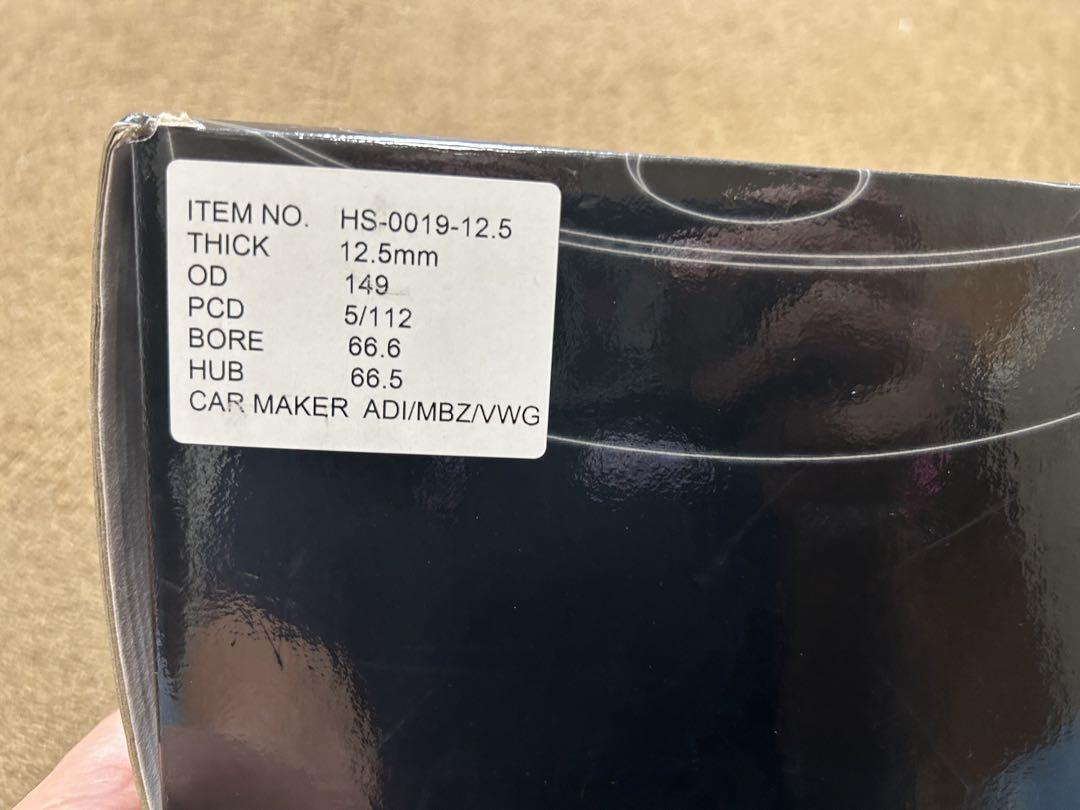 ITEM NO. HS-0019-12.5
THICK 12.5mm
OD 149
PCD 5/112
BORE 66.6
HUB 66.5
CAR MAKER ADI/MBZ/VWG